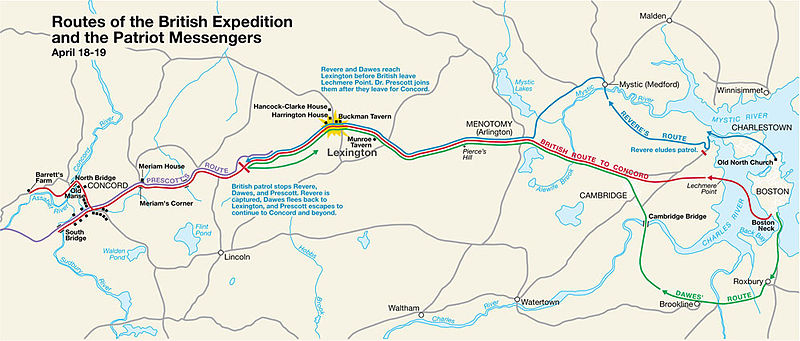 Routes of the British Expedition
and the Patriot Messengers
April 18-19
Malden
Revere and Dawes reach
Lexington before British leave
Lechmere Point. Dr. Prescott joins
them after they leave for Concord.
Mystic
Lakes
Mystic (Medford)
Mystic
River
Winnisimmet
MYSTIC RIVER
Hancock-Clarke House
Harrington House
Buckman Tavern
MENOTOMY
(Arlington)
REVERE'S ROUTE
CHARLESTOWN
Munroe
Tavern
Lexington
Pierce's
Hill
BRITISH ROUTE TO CONCORD
Revere eludes patrol.
Old North Church
Concord
River
Barrett's
Farm
North Bridge
CONCORD
Old
Manse
Meriam House
PRESCOTT'S
ROUTE
Alewife Brook
Lechmere
Point
BOSTON
British patrol stops Revere,
Dawes, and Prescott. Revere is
captured, Dawes flees back to
Lexington, and Prescott escapes to
continue to Concord and beyond.
CAMBRIDGE
Assabet
River
Meriam's Corner
Cambridge Bridge
CHARLES RIVER
Boston
Neck
Back Bay
South
Bridge
Flint
Pond
Walden
Pond
Lincoln
Hobbs
Brook
Sudbury
River
Roxbury
Waltham
Charles
River
Watertown
Brookline
DAWES' ROUTE